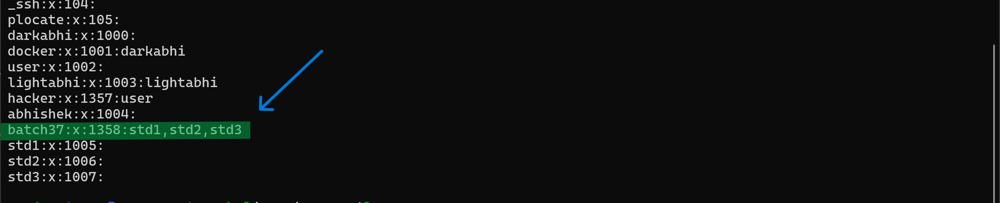 _ssh:x:104:
plocate:x:105:
darkabhi:x:1000:
docker:x:1001:darkabhi
user:x:1002:
lightabhi:x:1003:lightabhi
hacker:x:1357:user
abhishek:x:1004:
batch37:x:1358:std1,std2,std3
std1:x:1005:
std2:x:1006:
std3:x:1007: